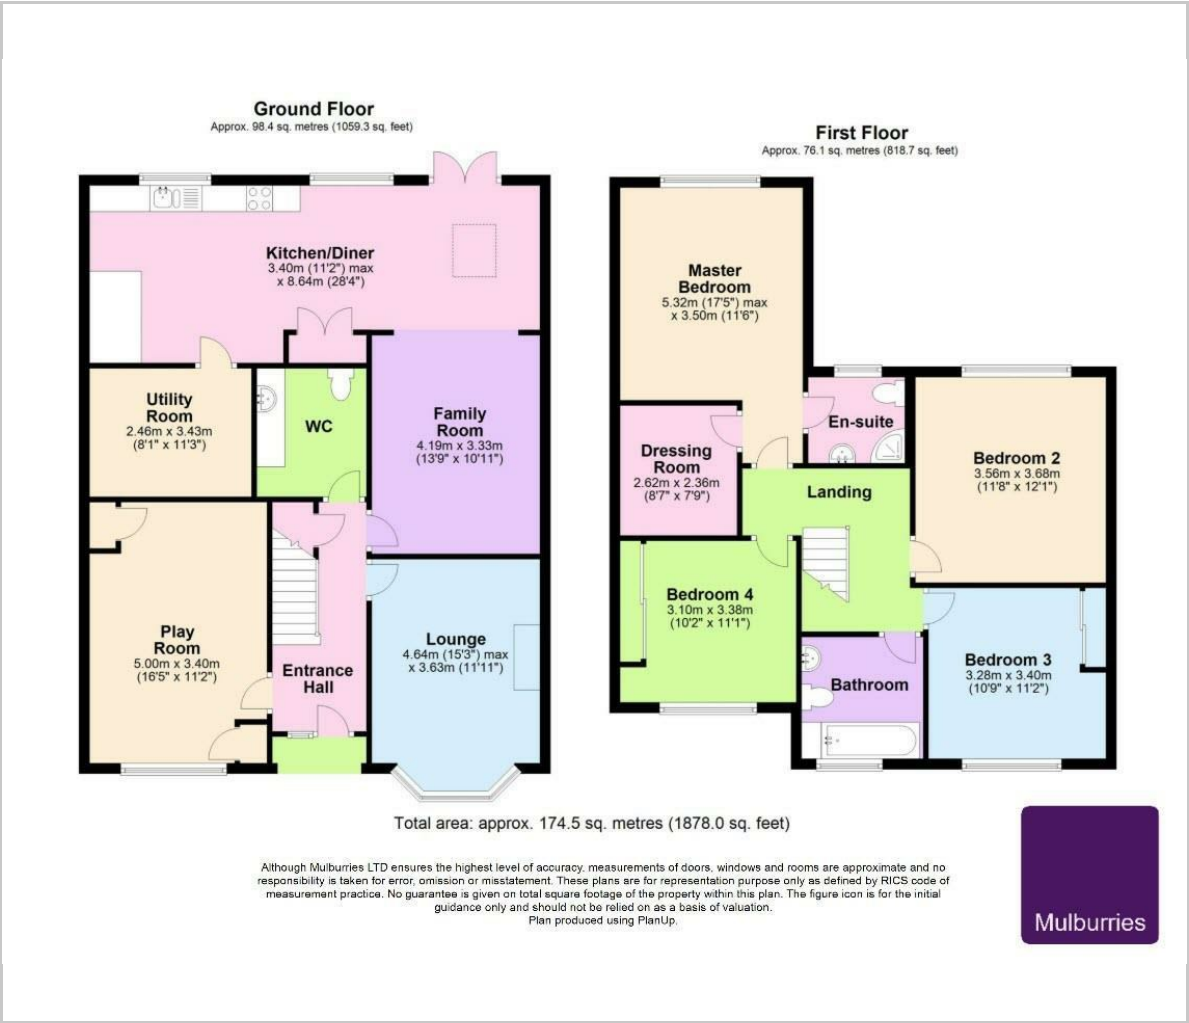 Ground Floor
Approx. 98.4 sq. metres (1059.3 sq. feet)
Kitchen/Diner
3.40m (11'2") max
x 8.64m (28'4")
Utility
Room
2.46m x 3.43m
(8'1" x 11'3")
WC
Family
Room
4.19m x 3.33m
(13'9" x 10'11")
Play
Room
5.00m x 3.40m
(16'5" x 11'2")
Entrance
Hall
Lounge
4.64m (15'3") max
x 3.63m (11'11")
First Floor
Approx. 76.1 sq. metres (818.7 sq. feet)
Master
Bedroom
5.32m (17'5") max
x 3.50m (11'6")
En-suite
Dressing
Room
2.62m x 2.36m
(8'7" x 7'9")
Landing
Bedroom 2
3.56m x 3.68m
(11'8" x 12'1")
Bedroom 4
3.10m x 3.38m
(10'2" x 11'1")
Bathroom
Bedroom 3
3.28m x 3.40m
(10'9" x 11'2")
Total area: approx. 174.5 sq. metres (1878.0 sq. feet)
Although Mulburries LTD ensures the highest level of accuracy, measurements of doors, windows and rooms are approximate and no
responsibility is taken for error, omission or misstatement. These plans are for representation purpose only as defined by RICS code of
measurement practice. No guarantee is given on total square footage of the property within this plan. The figure icon is for the initial
guidance only and should not be relied on as a basis of valuation.
Plan produced using PlanUp.
Mulburries